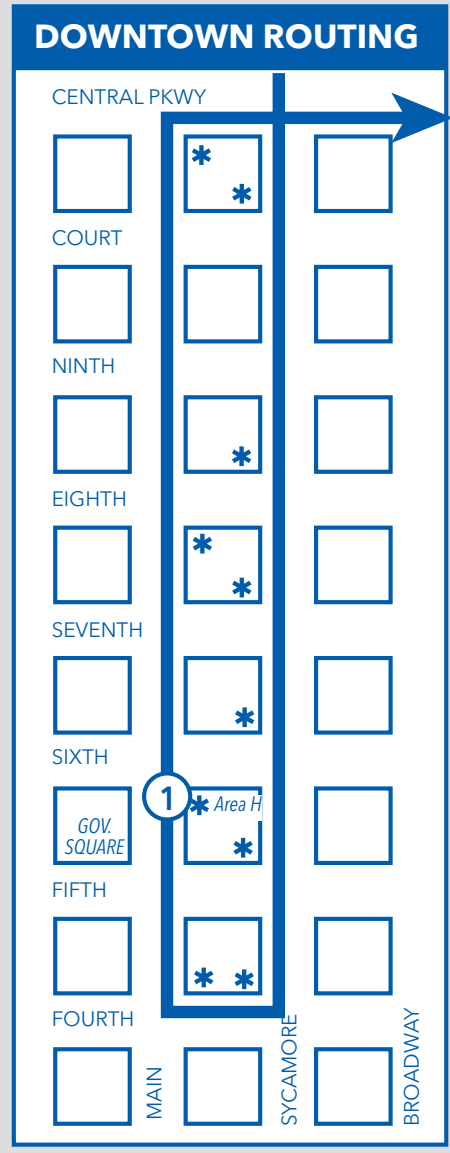 DOWNTOWN ROUTING
CENTRAL PKWY
COURT
NINTH
EIGHTH
SEVENTH
SIXTH
1
Area H
GOV.
SQUARE
FIFTH
FOURTH
MAIN
SYCAMORE
BROADWAY